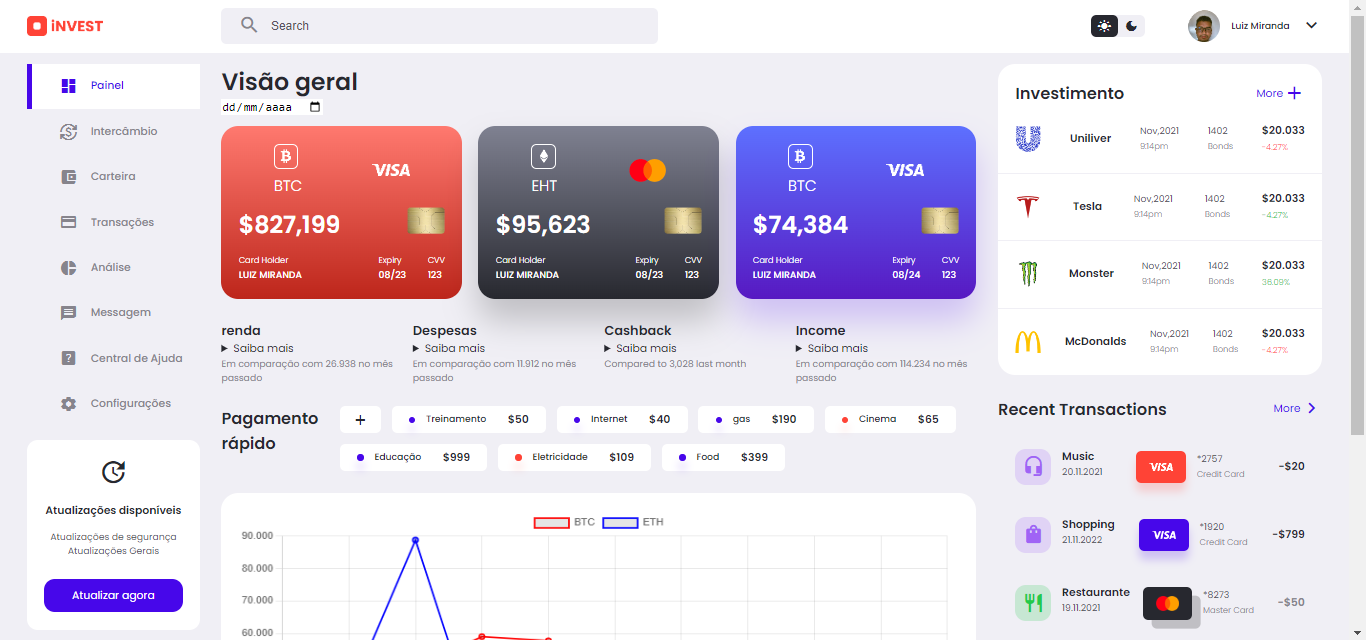 iNVEST
Search
Luiz Miranda
Painel
Intercâmbio
Carteira
Transações
Análise
Mensagem
Central de Ajuda
Configurações
Atualizações disponíveis
Atualizações de segurança
Atualizações Gerais
Atualizar agora
Visão geral
dd/mm/aaaa
VISA
BTC
$827,199
Card Holder Expiry CVV
LUIZ MIRANDA 08/23 123
EHT
$95,623
Card Holder Expiry CVV
LUIZ MIRANDA 08/23 123
VISA
BTC
$74,384
Card Holder Expiry CVV
LUIZ MIRANDA 08/24 123
renda
Saiba mais
Em comparação com 26.938 no mês
passado
Despesas
Saiba mais
Em comparação com 11.912 no mês
passado
Cashback
Saiba mais
Compared to 3,028 last month
Income
Saiba mais
Em comparação com 114.234 no mês
passado
Pagamento
rápido
+
Treinamento $50
Internet $40
gas $190
Cinema $65
Educação $999
Eletricidade $109
Food $399
BTC ETH
90.000
80.000
70.000
60.000
Investimento More +
Uniliver Nov,2021 1402 $20.033
9:14pm Bonds -4,27%
Tesla Nov,2021 1402 $20.033
9:14pm Bonds -4,27%
Monster Nov,2021 1402 $20.033
9:14pm Bonds 36.09%
McDonalds Nov,2021 1402 $20.033
9:14pm Bonds -4,27%
Recent Transactions More
Music VISA *2757 -$20
20.11.2021 Credit Card
Shopping VISA *1920 -$799
21.11.2022 Credit Card
Restaurante *8273 -$50
19.11.2021 Master Card